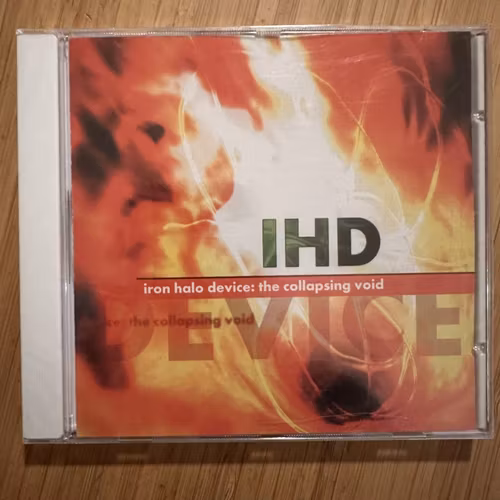 IHD
iron halo device: the collapsing void
DEVICE
the collapsing void